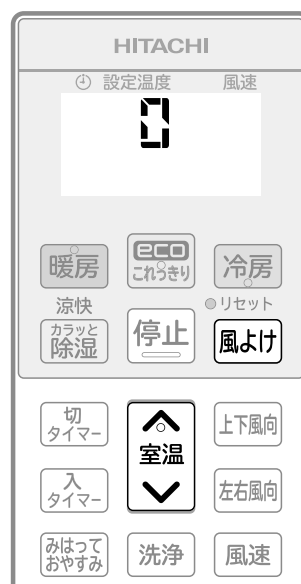 HITACHI
設定温度 風速
0
暖房 eco これっきり 冷房
涼快 リセット
カラッと除湿 停止 風よけ
切タイマー 室温 上下風向
入タイマー 左右風向
みはっておやすみ 洗浄 風速